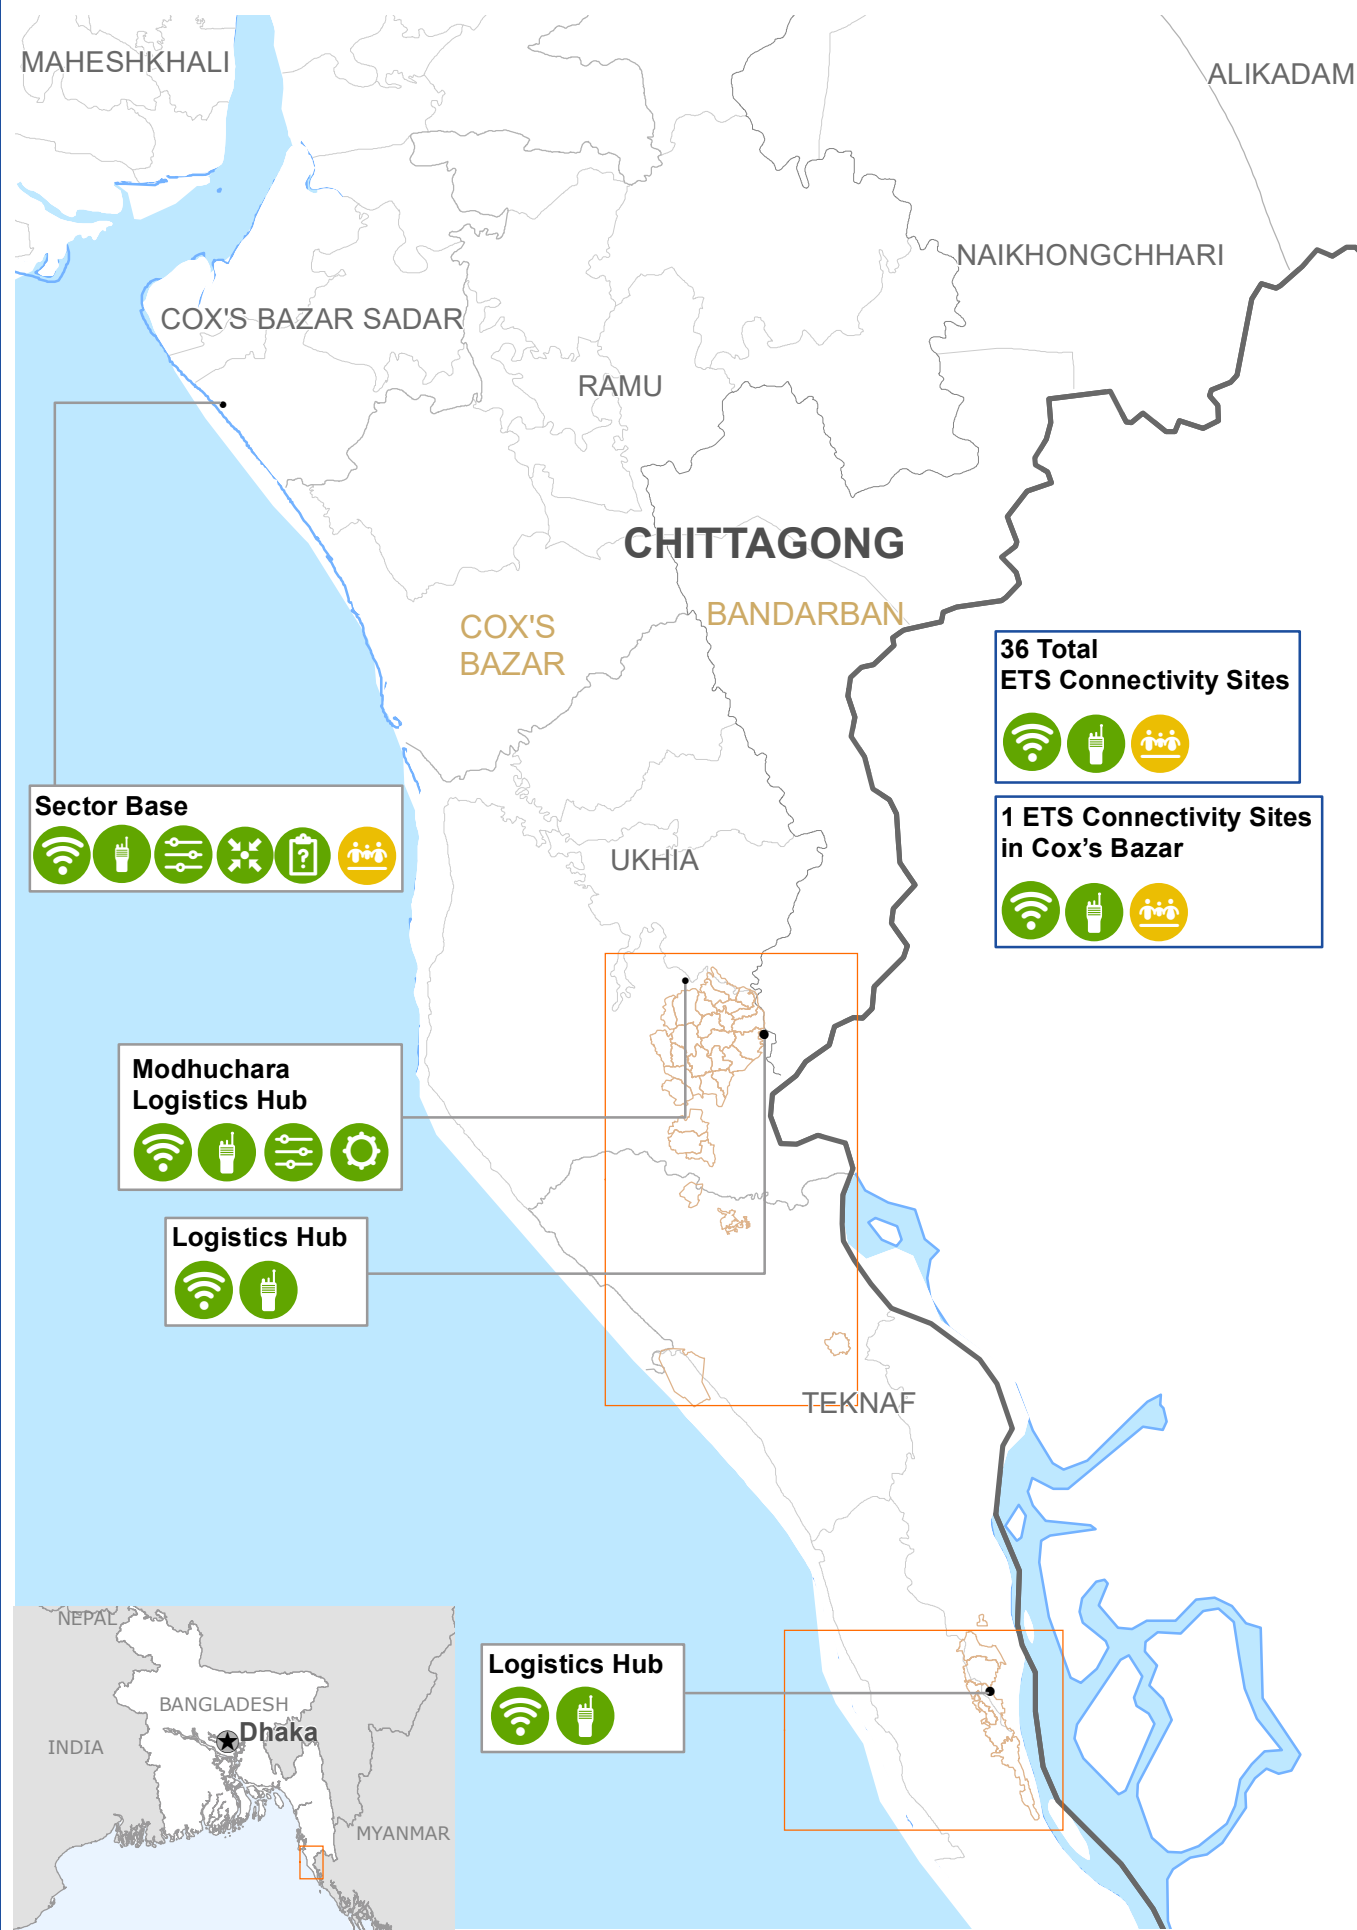 MAHESHKHALI
ALIKADAM
NAIKHONGCHHARI
COX'S BAZAR SADAR
RAMU
CHITTAGONG
BANDARBAN
COX'S
BAZAR
36 Total
ETS Connectivity Sites
Sector Base
?
1 ETS Connectivity Sites
in Cox's Bazar
UKHIA
Modhuchara
Logistics Hub
Logistics Hub
TEKNAF
Logistics Hub
NEPAL
BANGLADESH
Dhaka
INDIA
MYANMAR